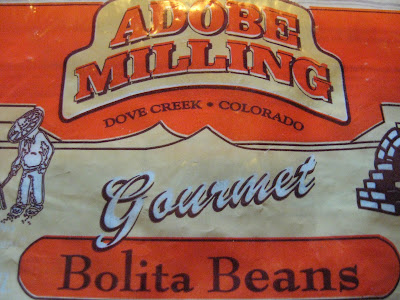 ADOBE
MILLING
DOVE CREEK • COLORADO
Gourmet
Bolita Beans